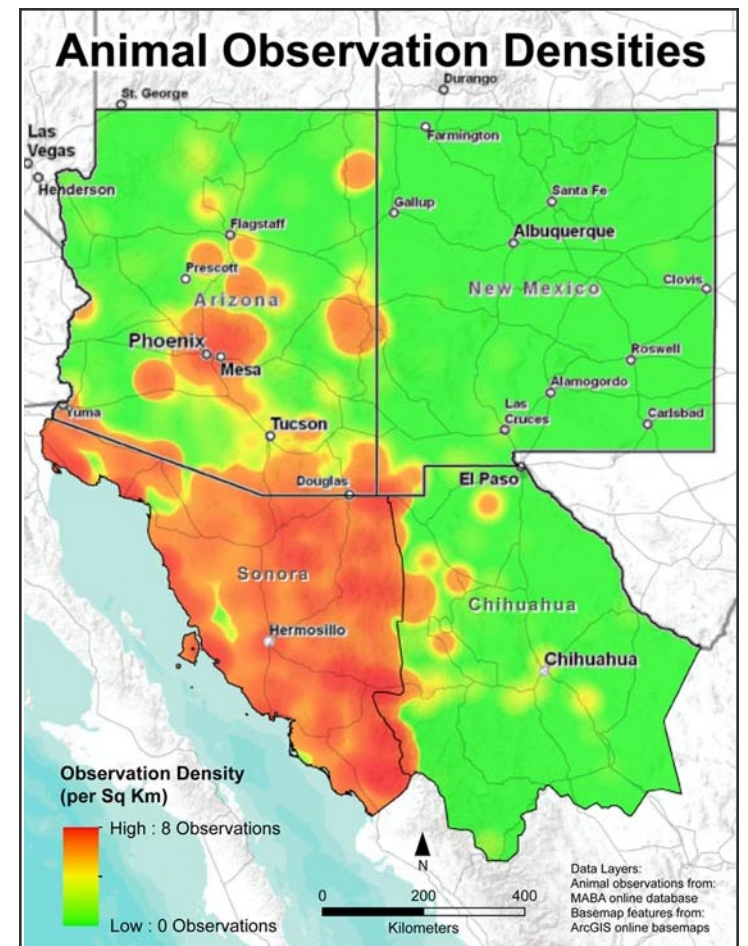 Animal Observation Densities
Durango
St. George
Las
Vegas
Farmington
Henderson
Santa Fe
Gallup
Flagstaff
Albuquerque
Prescott
Clovis
New Mexico
Arizona
Phoenix
Roswell
Mesa
Alamogordo
Las
Cruces
Yuma
Carlsbad
Tucson
Douglas
El Paso
Sonora
Chihuahua
Hermosillo
Chihuahua
Observation Density
(per Sq Km)
High : 8 Observations
Low : 0 Observations
N
0 200 400
Kilometers
Data Layers:
Animal observations from:
MABA online database
Basemap features from:
ArcGIS online basemaps